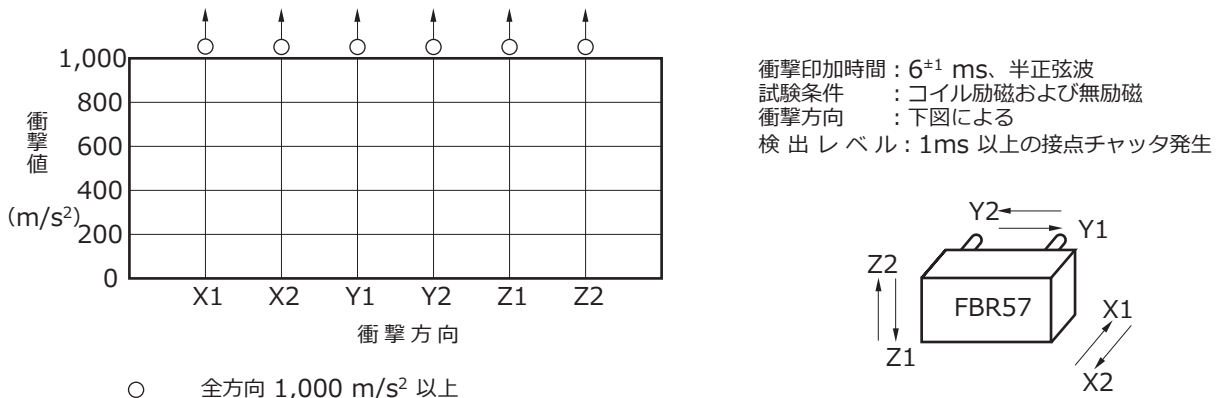 1,000
800
600
400
200
0
衝撃値
(m/s²)
X1 X2 Y1 Y2 Z1 Z2
衝撃方向
○ 全方向 1,000 m/s² 以上
衝撃印加時間：6±1 ms、半正弦波
試験条件 ：コイル励磁および無励磁
衝撃方向 ：下図による
検出レベル：1ms 以上の接点チャッタ発生
Y2
Y1
Z2
FBR57
X1
Z1
X2